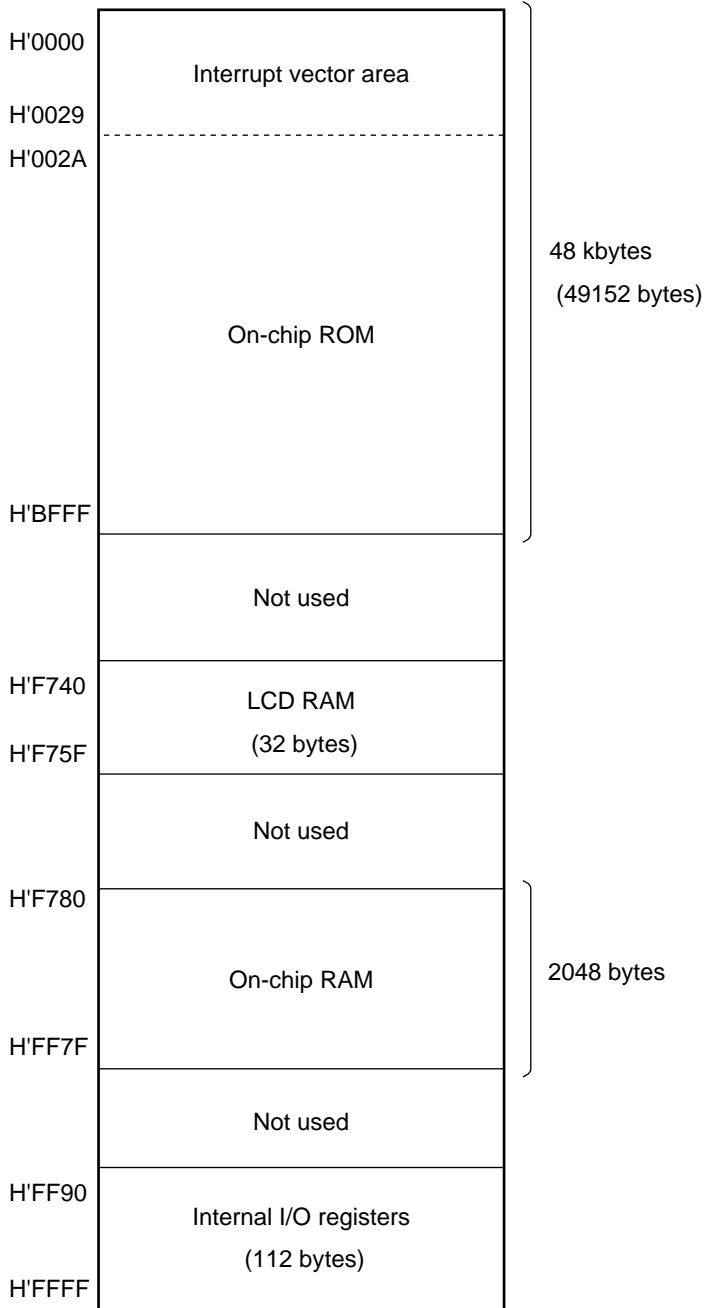 H'0000
Interrupt vector area
H'0029
H'002A
48 kbytes
(49152 bytes)
On-chip ROM
H'BFFF
Not used
H'F740
LCD RAM
(32 bytes)
H'F75F
Not used
H'F780
On-chip RAM
2048 bytes
H'FF7F
Not used
H'FF90
Internal I/O registers
(112 bytes)
H'FFFF